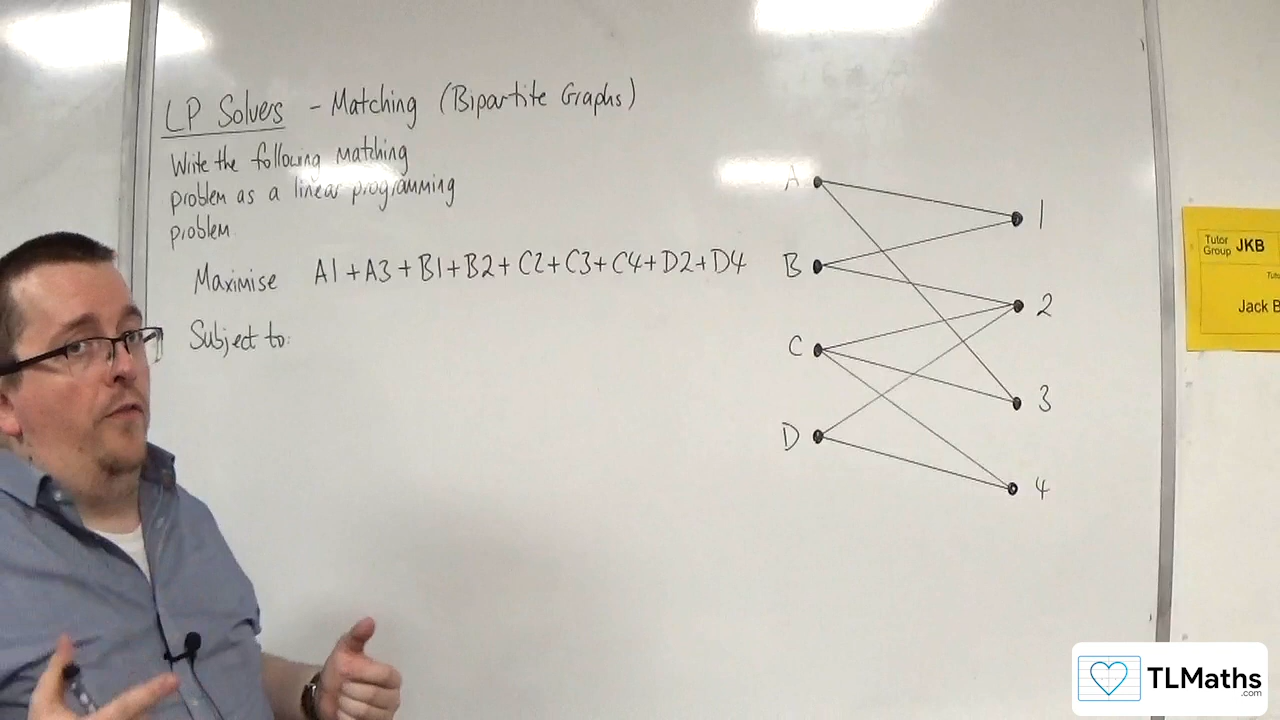 LP Solvers - Matching (Bipartite Graphs)
Write the following matching
problem as a linear programming
problem
Maximise A1 + A3 + B1 + B2 + C2 + C3 + C4 + D2 + D4
Subject to:
A
B
C
D
1
2
3
4
Tutor
Group JKB
Jack B
TLMaths
.com